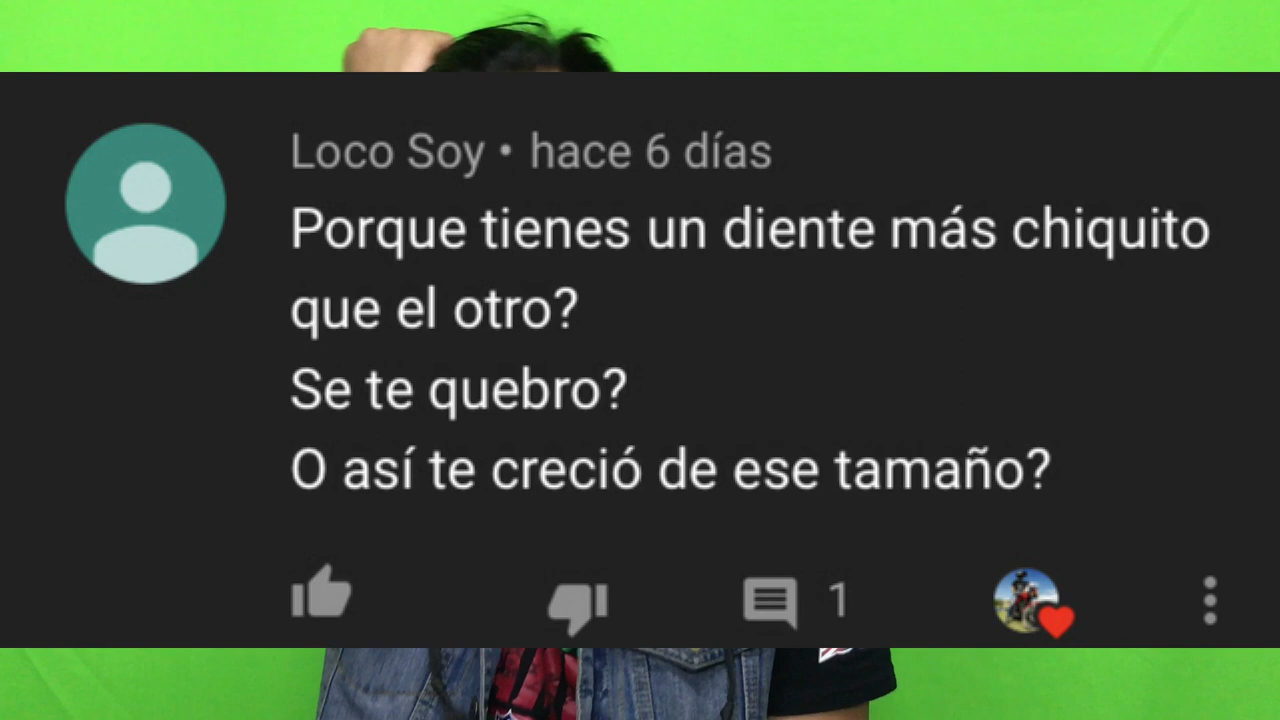 Loco Soy • hace 6 días
Porque tienes un diente más chiquito
que el otro?
Se te quebro?
O así te creció de ese tamaño?
1